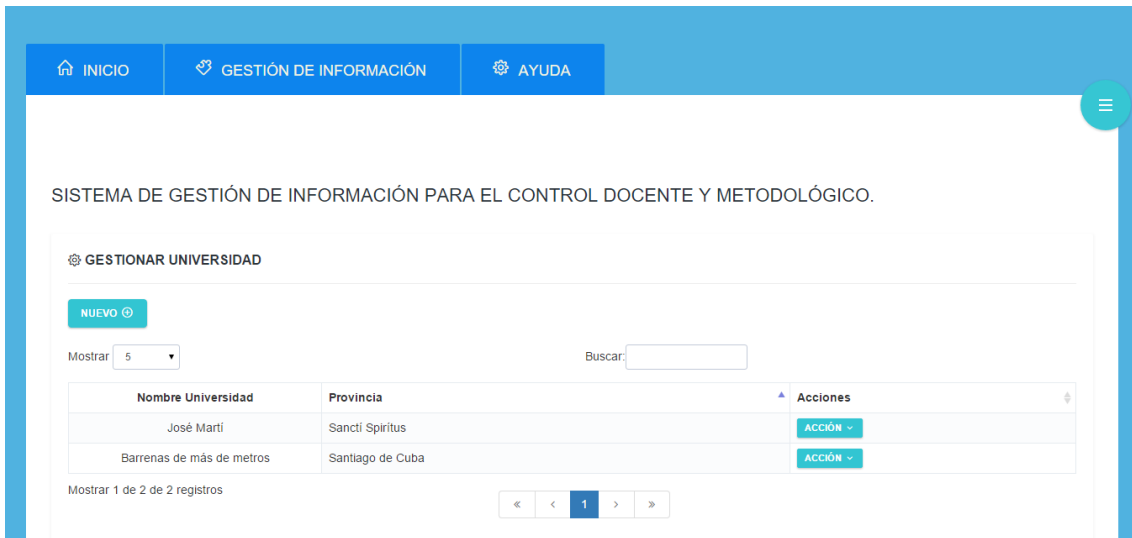 INICIO GESTIÓN DE INFORMACIÓN AYUDA
SISTEMA DE GESTIÓN DE INFORMACIÓN PARA EL CONTROL DOCENTE Y METODOLÓGICO.
GESTIONAR UNIVERSIDAD
NUEVO
Mostrar 5 Buscar:
Nombre Universidad Provincia Acciones
José Martí Sancti Spíritus ACCIÓN
Barrenas de más de metros Santiago de Cuba ACCIÓN
Mostrar 1 de 2 de 2 registros
« < 1 > »